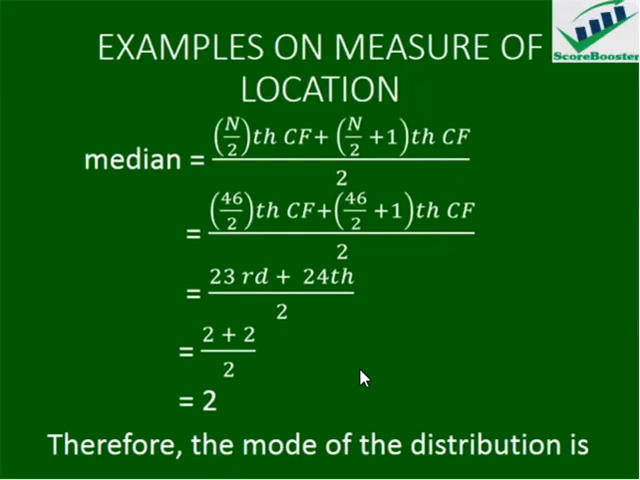 ScoreBooster
EXAMPLES ON MEASURE OF
LOCATION
median = ((N/2)th CF+ (N/2 +1)th CF)/2
= ((46/2)th CF+(46/2 +1)th CF)/2
= (23 rd + 24th)/2
= (2 + 2)/2
= 2
Therefore, the mode of the distribution is